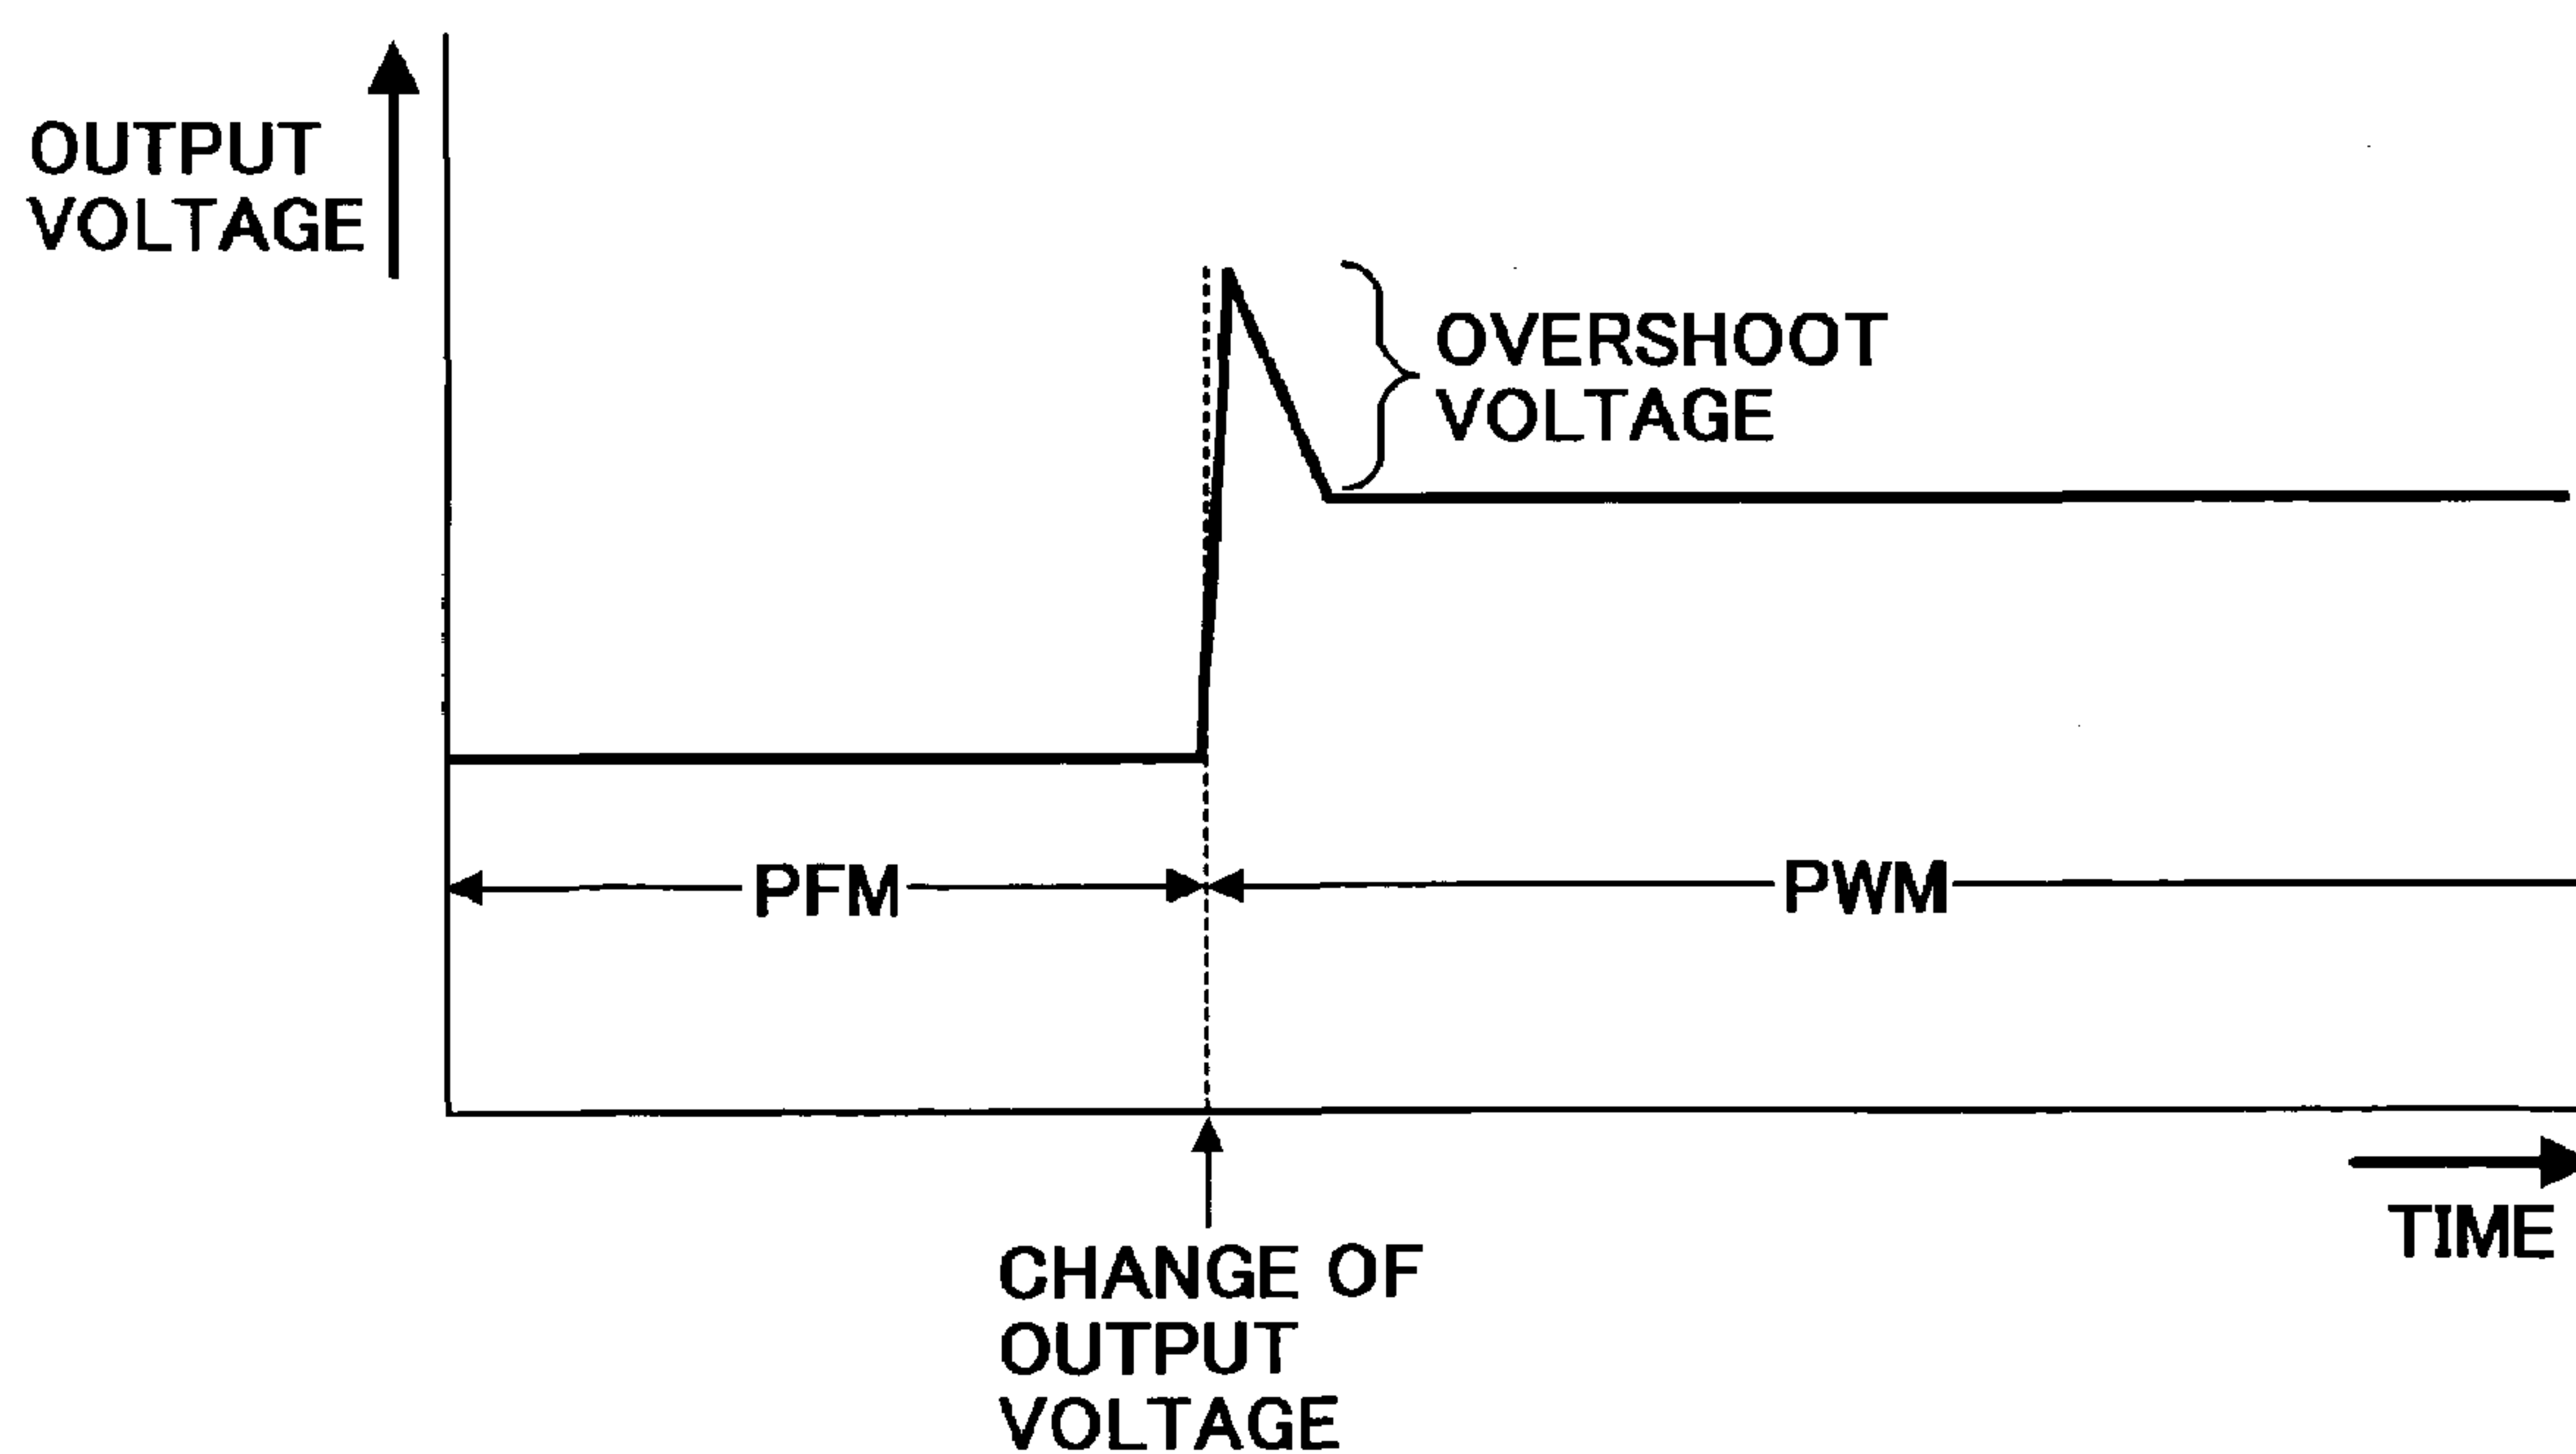 OUTPUT
VOLTAGE
OVERSHOOT
VOLTAGE
PFM
PWM
TIME
CHANGE OF
OUTPUT
VOLTAGE